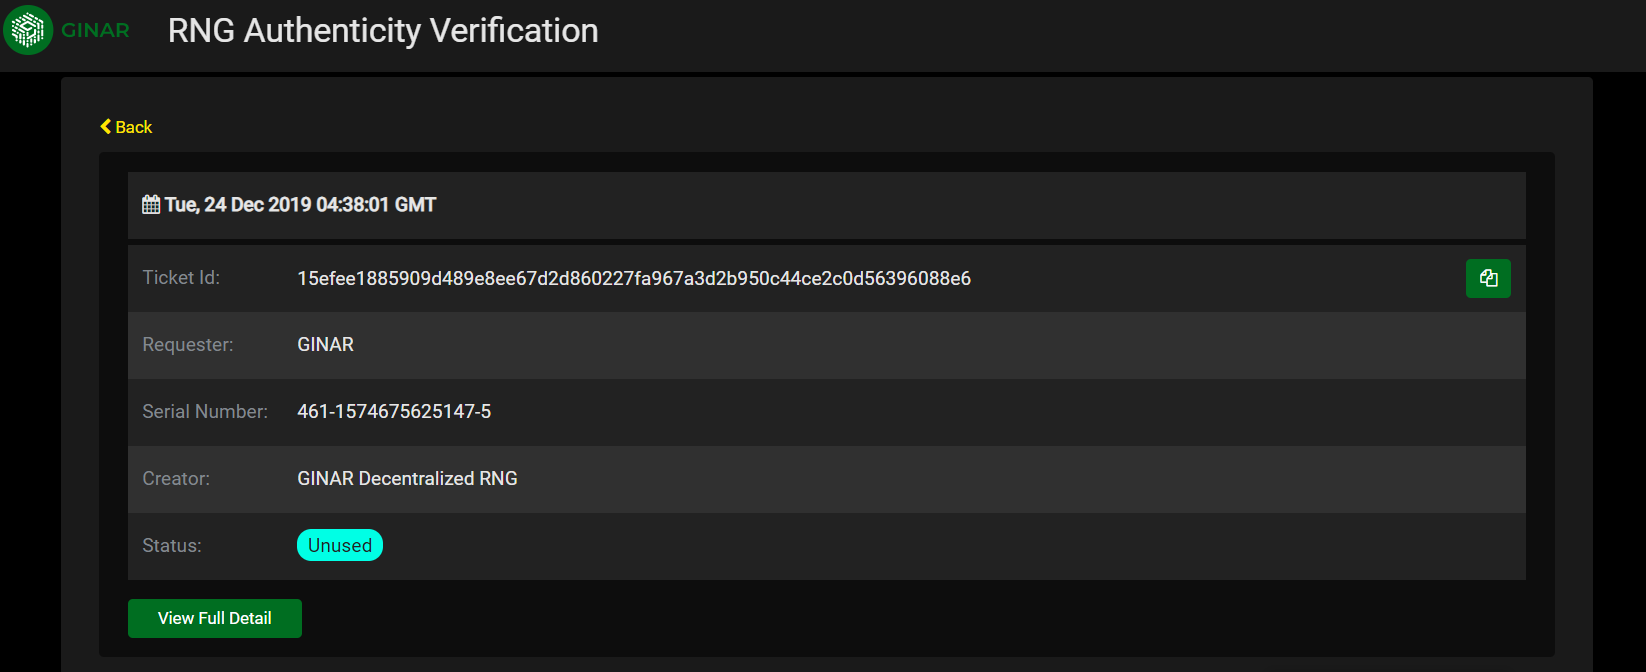 GINAR
RNG Authenticity Verification
Back
Tue, 24 Dec 2019 04:38:01 GMT
Ticket Id: 15efee1885909d489e8ee67d2d860227fa967a3d2b950c44ce2c0d56396088e6
Requester: GINAR
Serial Number: 461-1574675625147-5
Creator: GINAR Decentralized RNG
Status: Unused
View Full Detail